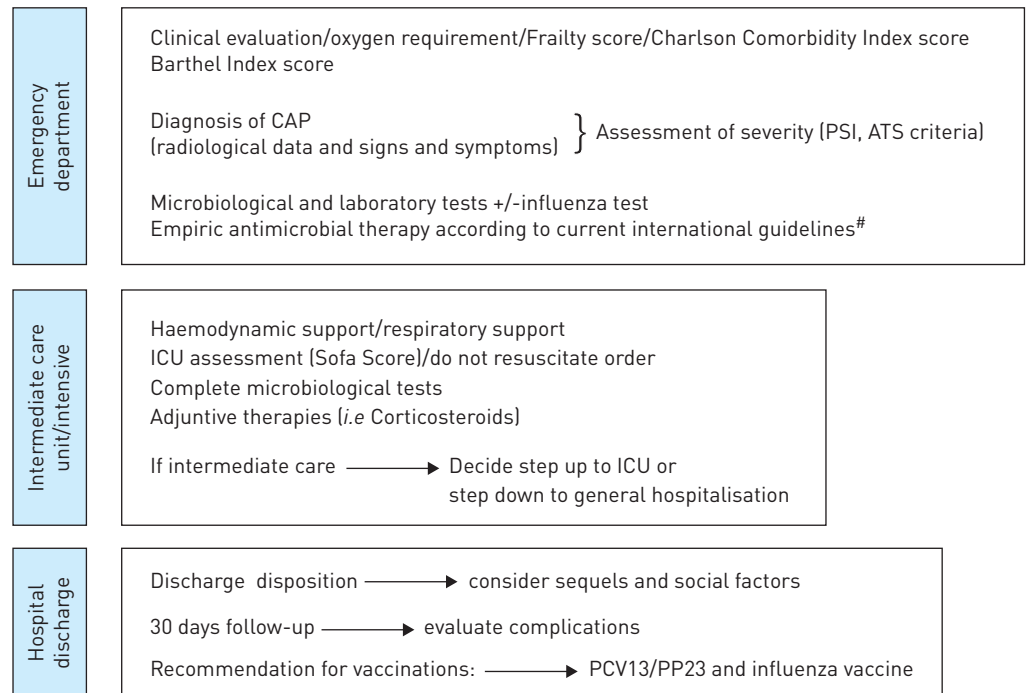 Emergency
department
Clinical evaluation/oxygen requirement/Frailty score/Charlson Comorbidity Index score
Barthel Index score
Diagnosis of CAP
(radiological data and signs and symptoms) } Assessment of severity (PSI, ATS criteria)
Microbiological and laboratory tests +/-influenza test
Empiric antimicrobial therapy according to current international guidelines#
Intermediate care
unit/intensive
Haemodynamic support/respiratory support
ICU assessment (Sofa Score)/do not resuscitate order
Complete microbiological tests
Adjuntive therapies (i.e Corticosteroids)
If intermediate care → Decide step up to ICU or
step down to general hospitalisation
Hospital
discharge
Discharge disposition → consider sequels and social factors
30 days follow-up → evaluate complications
Recommendation for vaccinations: → PCV13/PP23 and influenza vaccine